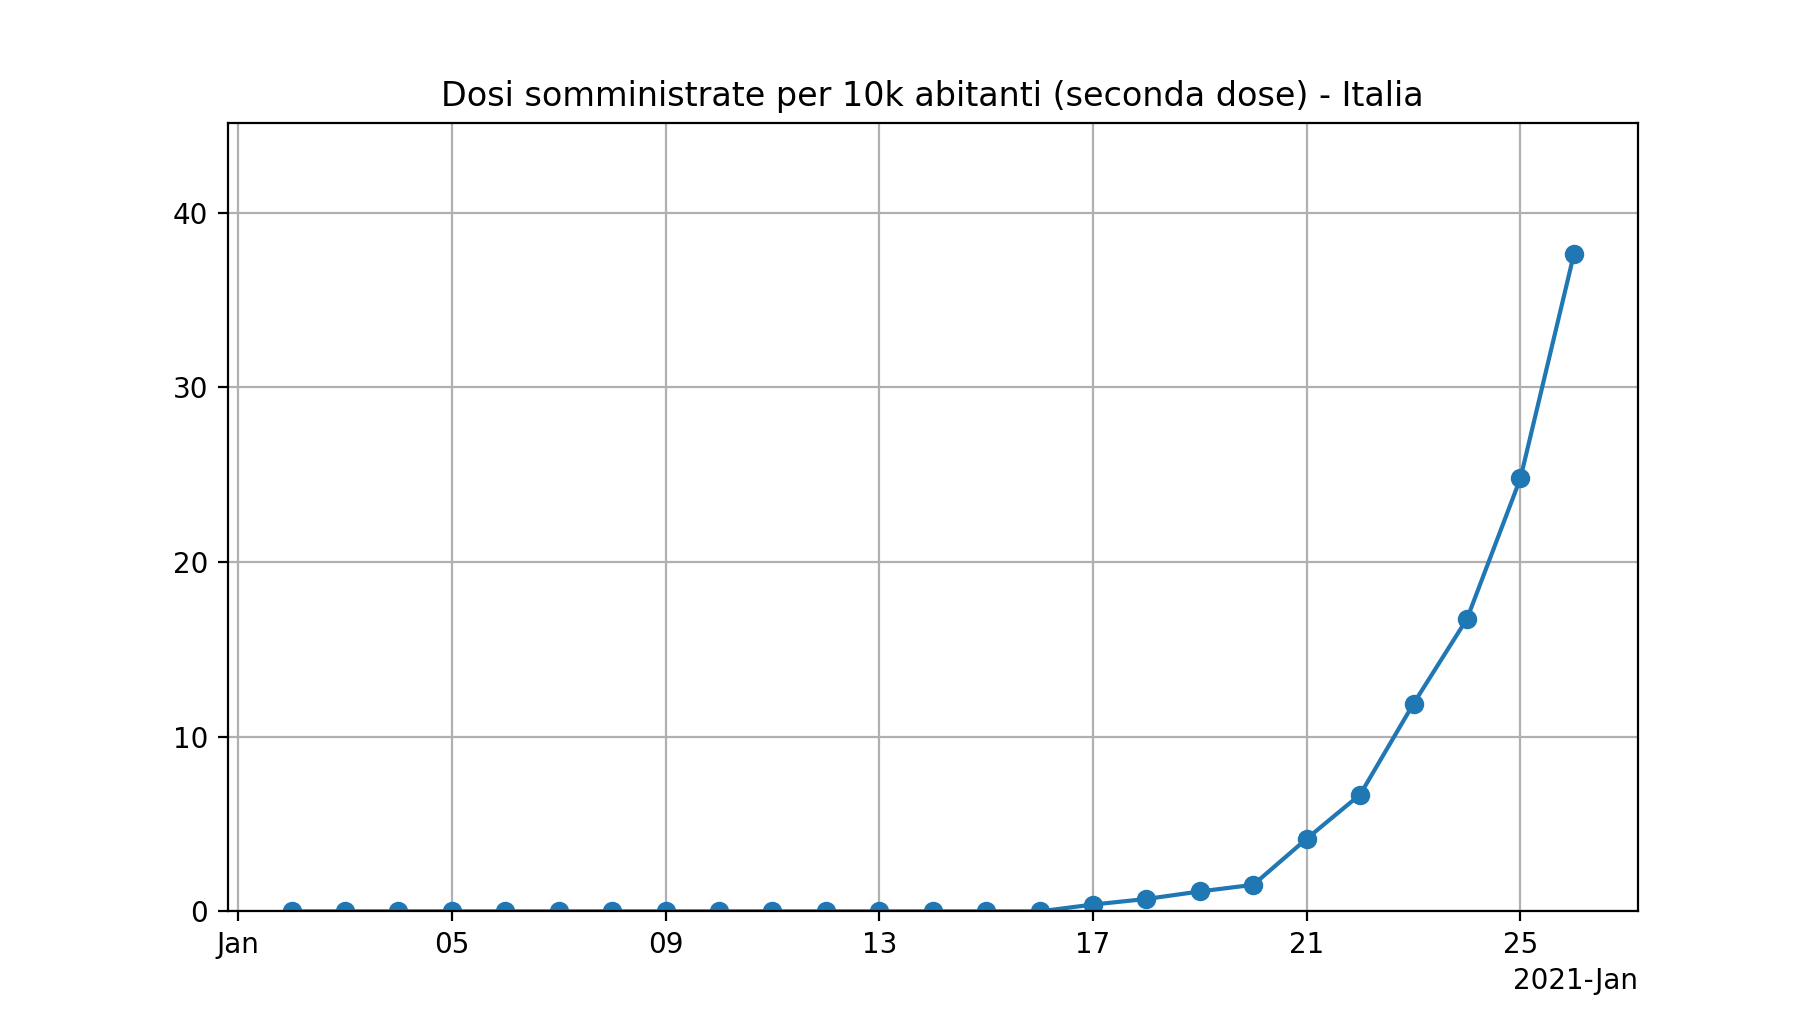 Dosi somministrate per 10k abitanti (seconda dose) - Italia
40
30
20
10
0
Jan 05 09 13 17 21 25
2021-Jan